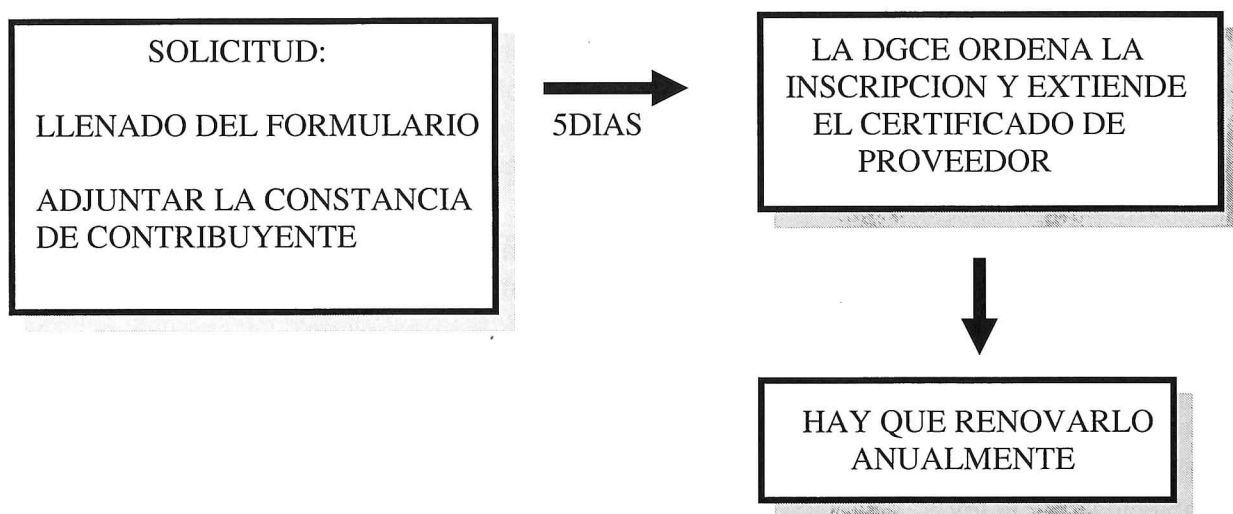 SOLICITUD:
LLENADO DEL FORMULARIO
ADJUNTAR LA CONSTANCIA
DE CONTRIBUYENTE
5DIAS
LA DGCE ORDENA LA
INSCRIPCION Y EXTIENDE
EL CERTIFICADO DE
PROVEEDOR
HAY QUE RENOVARLO
ANUALMENTE